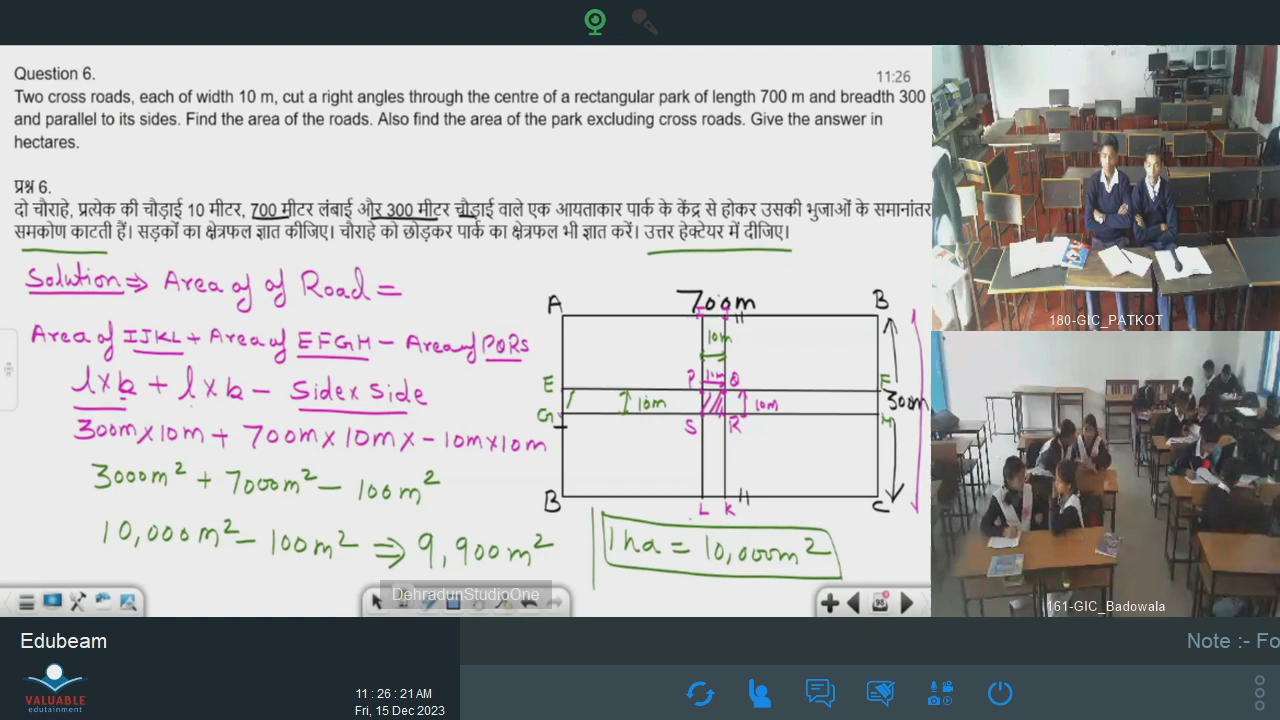 Question 6.
11:26
Two cross roads, each of width 10 m, cut a right angles through the centre of a rectangular park of length 700 m and breadth 300
and parallel to its sides. Find the area of the roads. Also find the area of the park excluding cross roads. Give the answer in
hectares.
प्रश्न 6.
दो चौराहे, प्रत्येक की चौड़ाई 10 मीटर, 700 मीटर लंबाई और 300 मीटर चौड़ाई वाले एक आयताकार पार्क के केंद्र से होकर उसकी भुजाओं के समानांतर
समकोण काटती हैं। सड़कों का क्षेत्रफल ज्ञात कीजिए। चौराहे को छोड़कर पार्क का क्षेत्रफल भी ज्ञात करें। उत्तर हेक्टेयर में दीजिए।
Solution ⇒ Area of of Road =
Area of IJKL + Area of EFGH - Area of PQRS
l x b + l x b - Side x side
300m x 10m + 700m x 10m x - 10m x 10m
3000m² + 7000m² - 100m²
10,000m² - 100m² ⇒ 9,900m²
A 700m B
10m
P 10m Q
E F
10m 10m 300m
G H
S R
B L K C
1 ha = 10,000m²
DehradunStudioOne
180-GIC_PATKOT
161-GIC_Badowala
Edubeam
Note :- Fo
VALUABLE
edutainment
11 : 26 : 21 AM
Fri, 15 Dec 2023